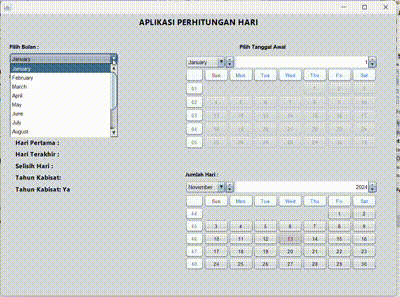 APLIKASI PERHITUNGAN HARI
Pilih Bulan :
January
January
February
March
April
May
June
July
August
Hari Pertama :
Hari Terakhir :
Selisih Hari :
Tahun Kabisat:
Tahun Kabisat: Ya
Pilih Tanggal Awal
January 1
Sun Mon Tue Wed Thu Fri Sat
01
02
03
04
05
Jumlah Hari :
November 2024
Sun Mon Tue Wed Thu Fri Sat
44 1 2
45 3 4 5 6 7 8 9
46 10 11 12 13 14 15 16
47 17 18 19 20 21 22 23
48 24 25 26 27 28 29 30